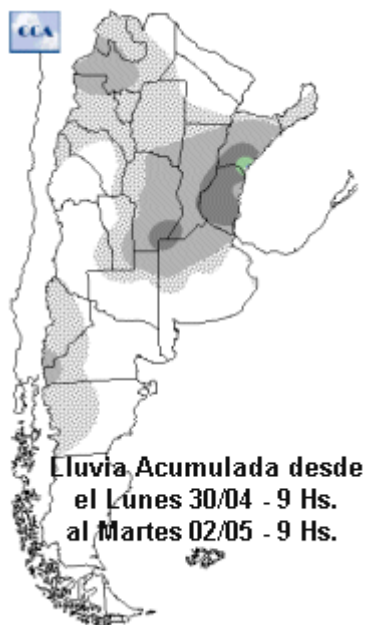 CCA
Lluvia Acumulada desde
el Lunes 30/04 - 9 Hs.
al Martes 02/05 - 9 Hs.